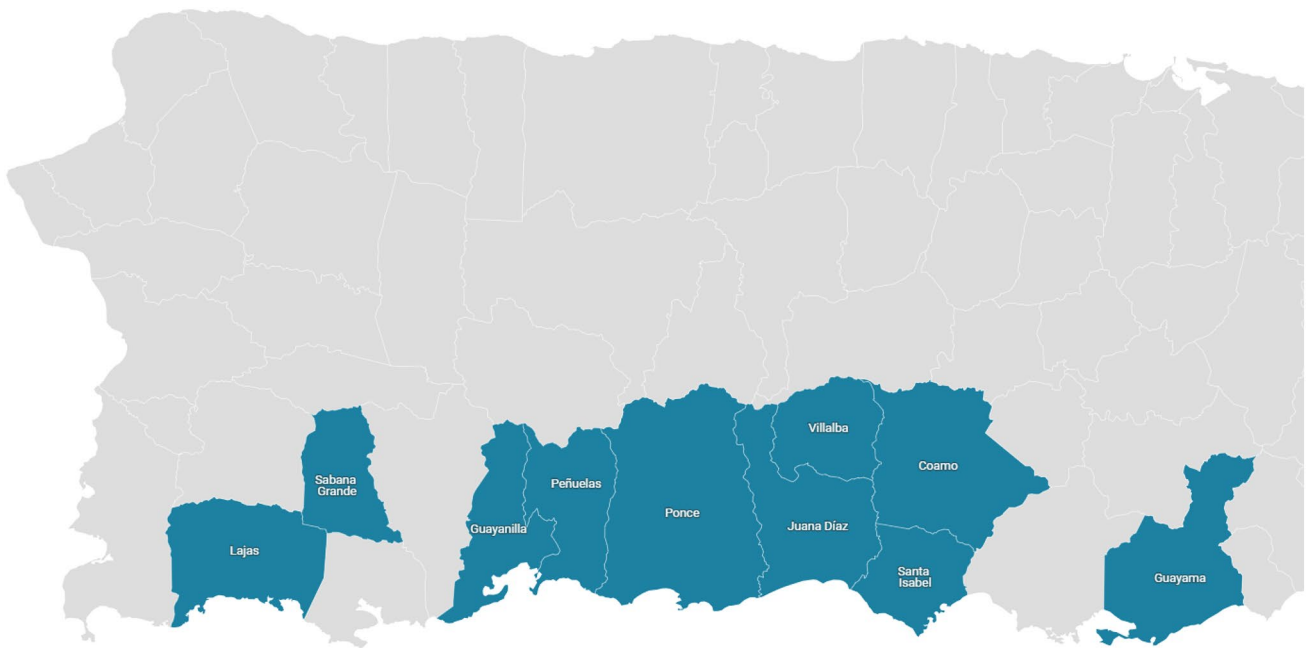 Villalba
Sabana
Grande
Peñuelas
Coamo
Ponce
Guayanilla
Juana Díaz
Lajas
Santa
Isabel
Guayama